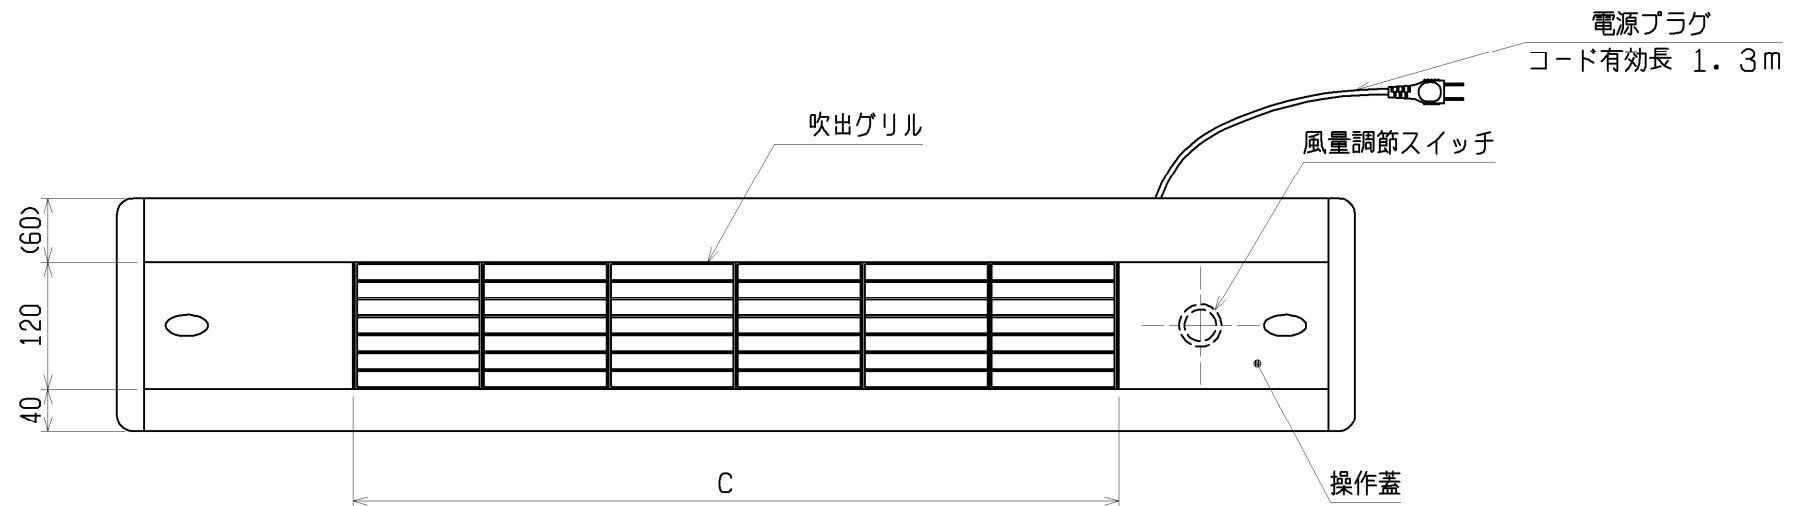 電源プラグ
コード有効長 1.3m
吹出グリル
風量調節スイッチ
(60)
120
40
C
操作蓋